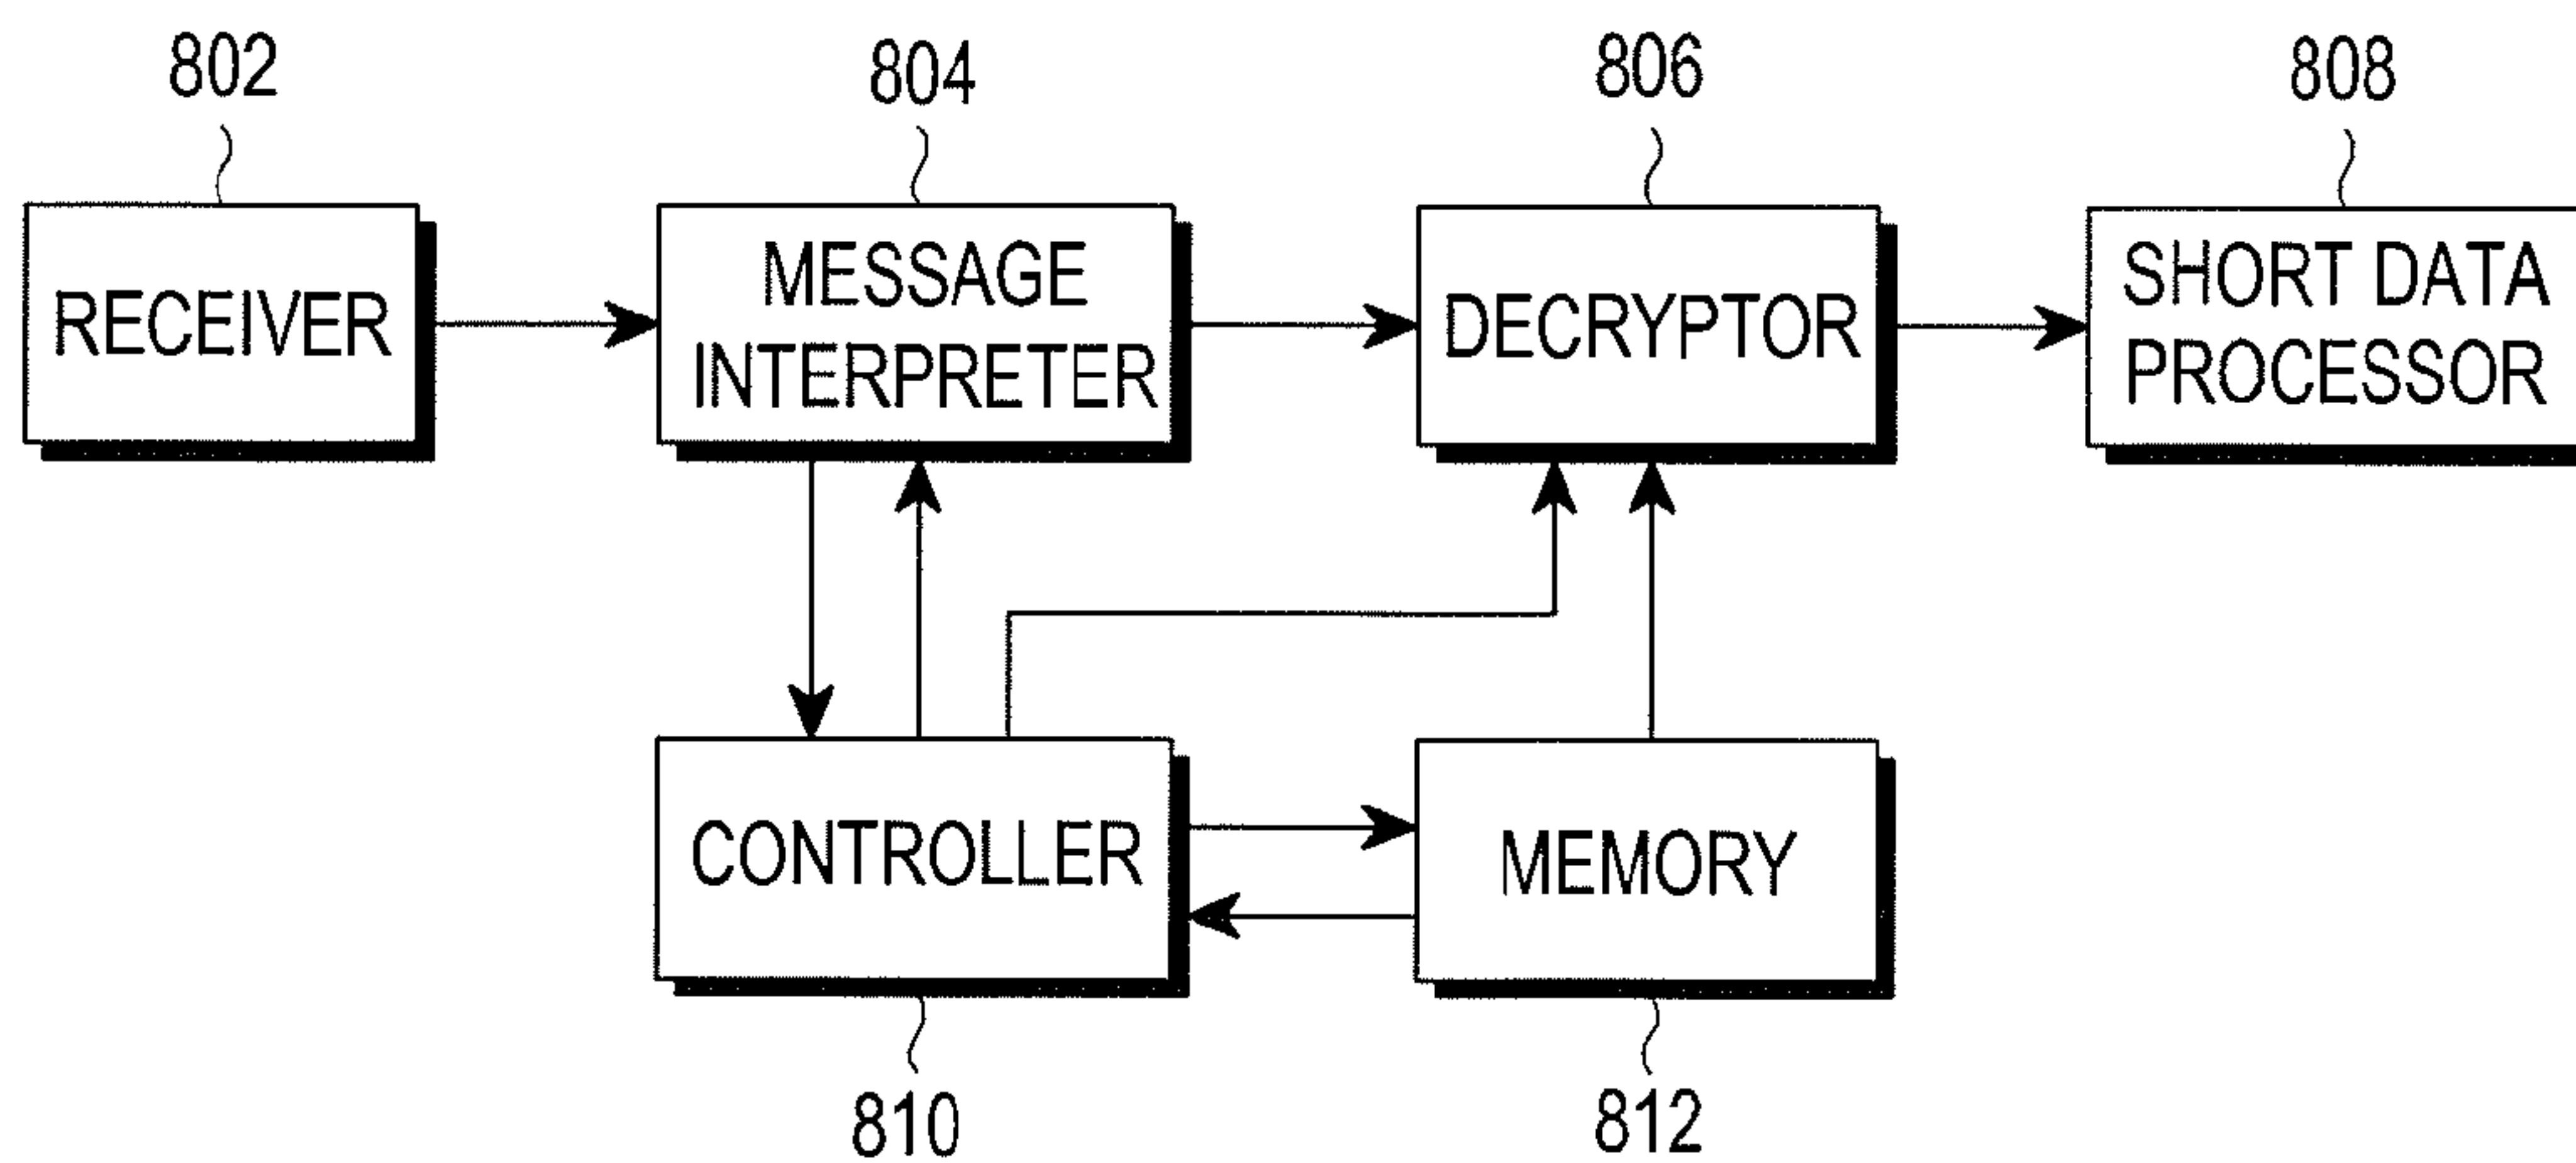 802
804
806
808
RECEIVER
MESSAGE
INTERPRETER
DECRYPTOR
SHORT DATA
PROCESSOR
CONTROLLER
MEMORY
810
812